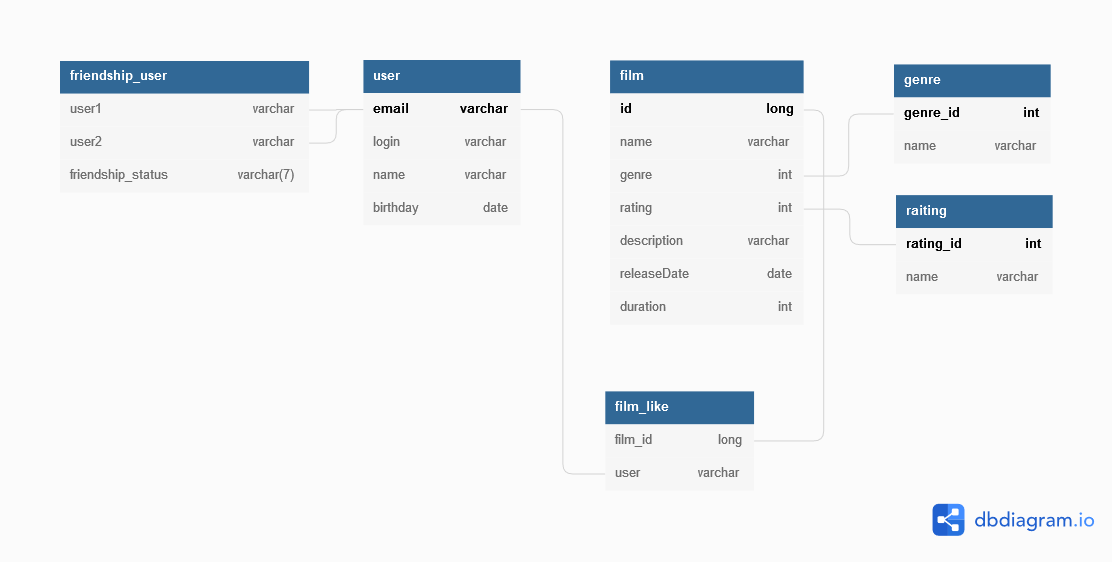 friendship_user
user1 varchar
user2 varchar
friendship_status varchar(7)
user
email varchar
login varchar
name varchar
birthday date
film
id long
name varchar
genre int
rating int
description varchar
releaseDate date
duration int
genre
genre_id int
name varchar
raiting
rating_id int
name varchar
film_like
film_id long
user varchar
dbdiagram.io